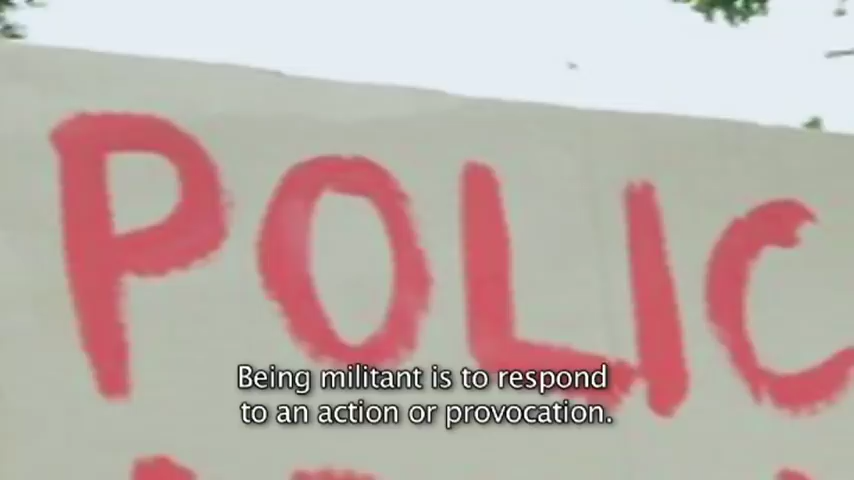 POLIC
Being militant is to respond
to an action or provocation.